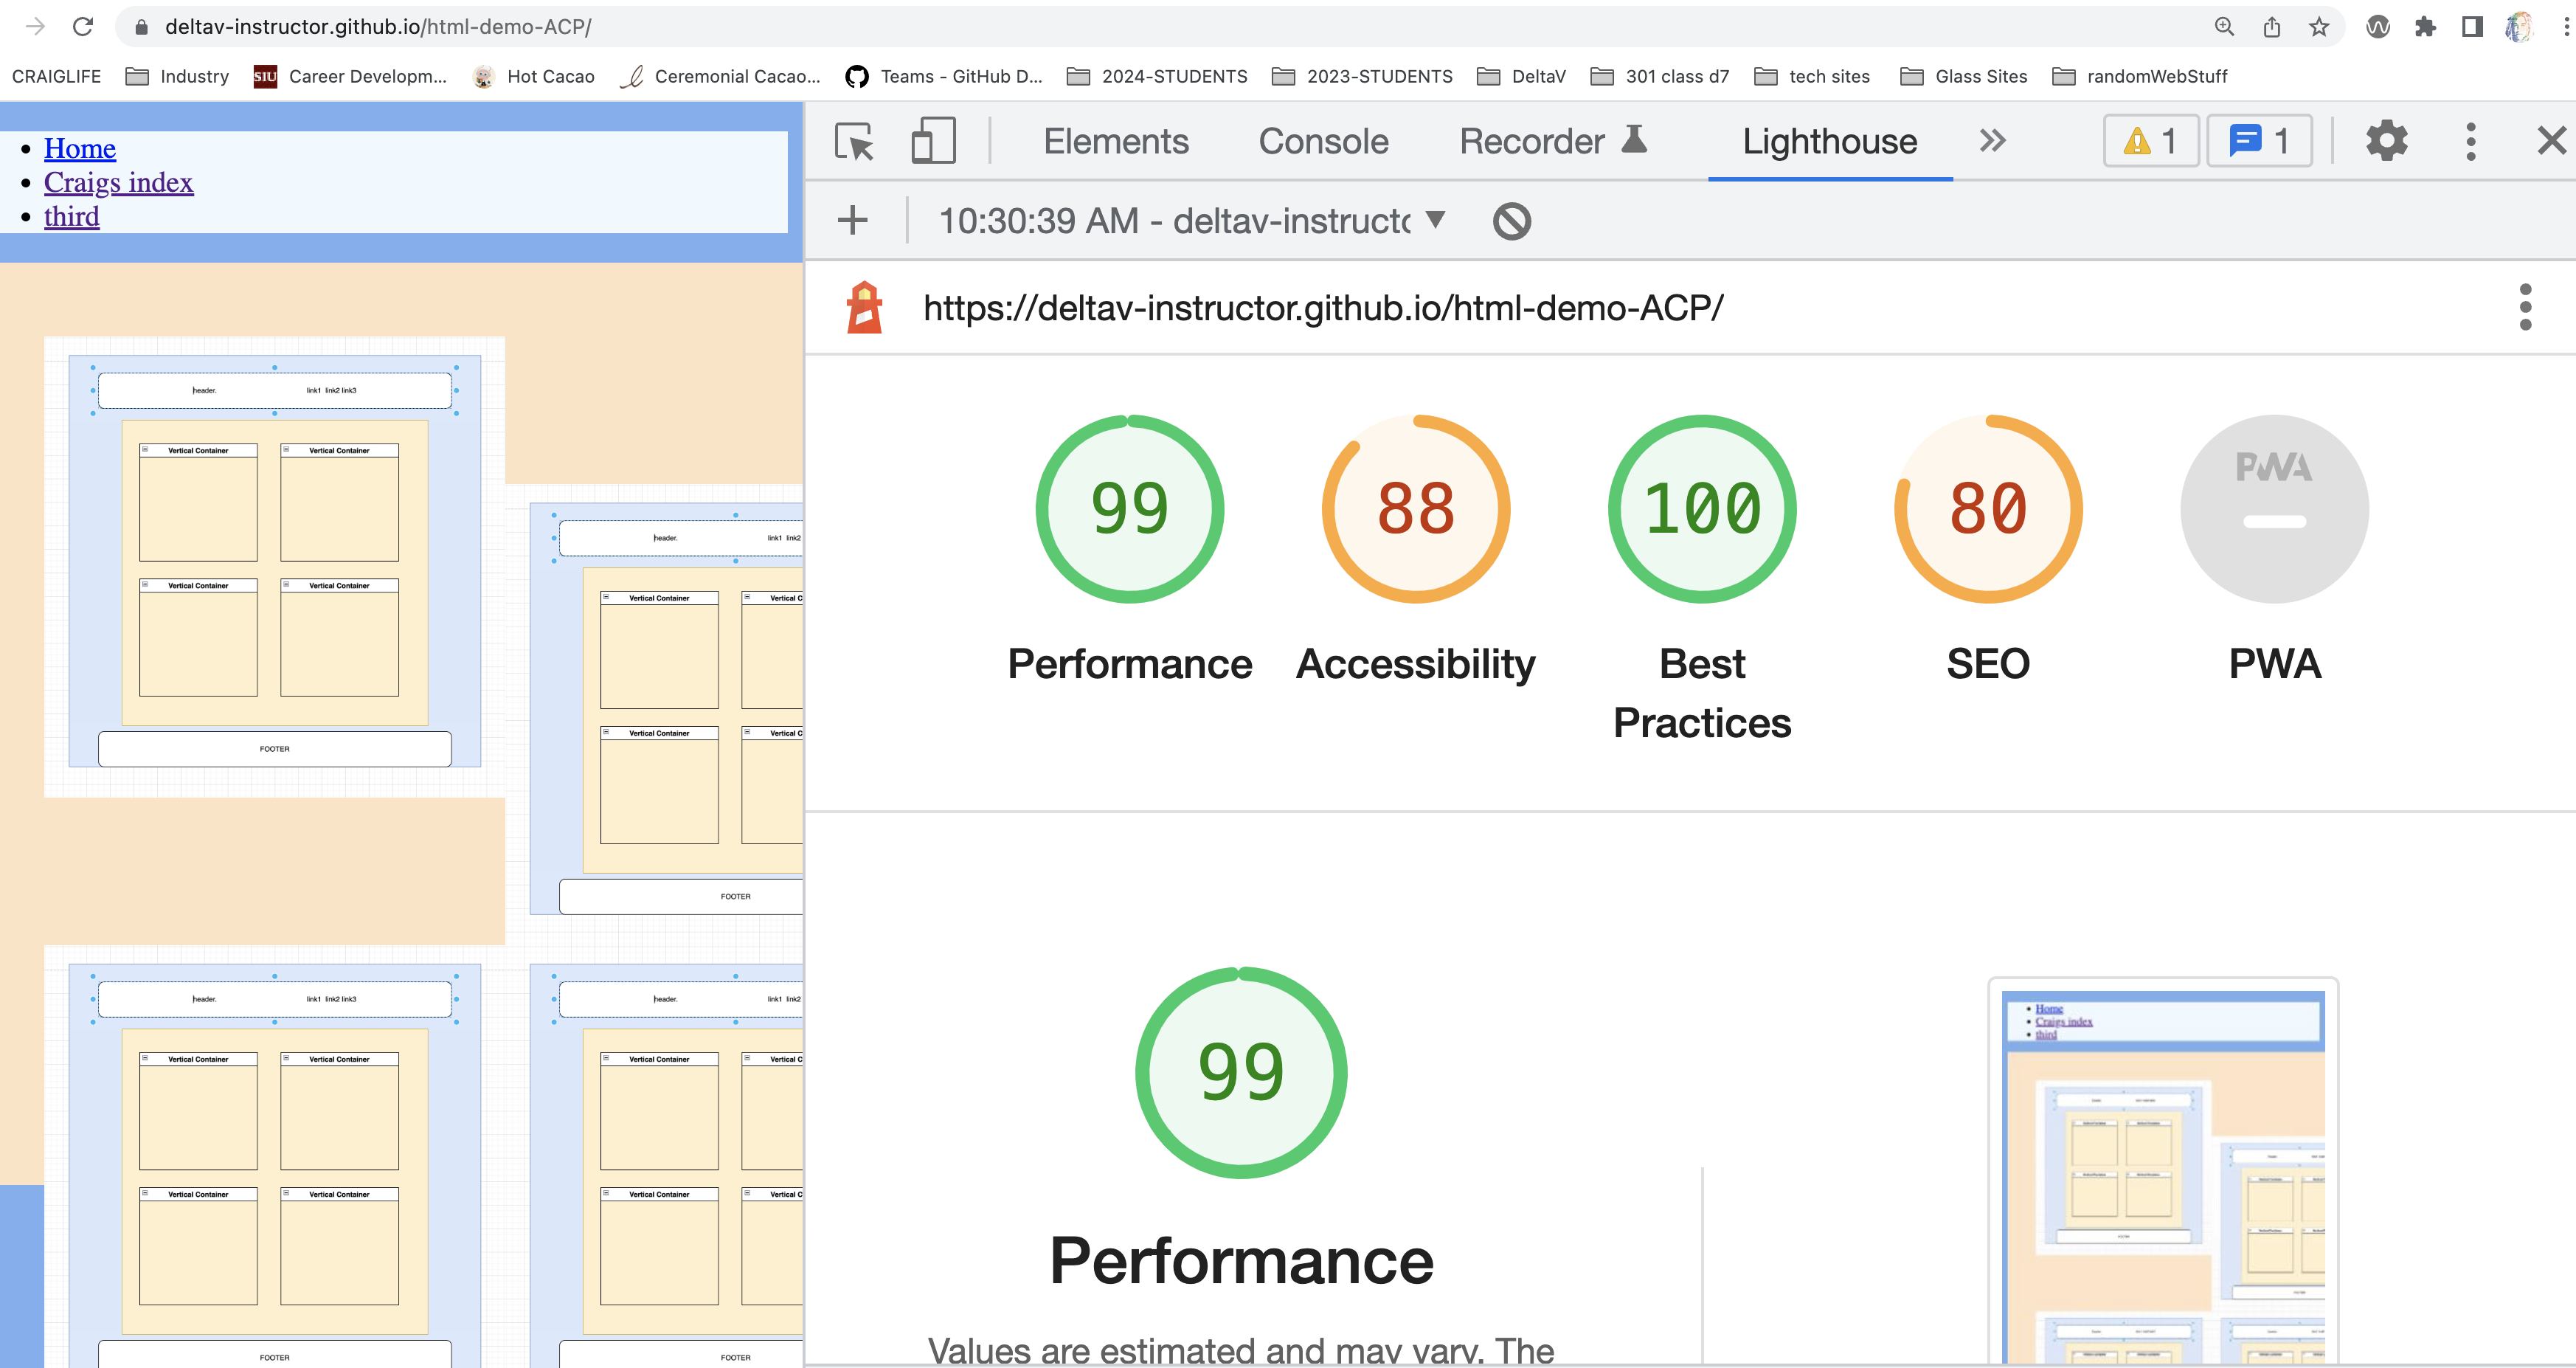 deltav-instructor.github.io/html-demo-ACP/
CRAIGLIFE Industry SIU Career Developm... Hot Cacao Ceremonial Cacao... Teams - GitHub D... 2024-STUDENTS 2023-STUDENTS DeltaV 301 class d7 tech sites Glass Sites randomWebStuff
Home
Craigs index
third
header. link1 link2 link3
Vertical Container Vertical Container
Vertical Container Vertical Container
FOOTER
header. link1 link2
Vertical Container Vertical C
Vertical Container Vertical C
FOOTER
header. link1 link2 link3
Vertical Container Vertical Container
Vertical Container Vertical Container
FOOTER
header. link1 link2
Vertical Container Vertical C
Vertical Container Vertical C
FOOTER
Elements Console Recorder Lighthouse 1 1
10:30:39 AM - deltav-instructo
https://deltav-instructor.github.io/html-demo-ACP/
99 88 100 80 PWA
Performance Accessibility Best Practices SEO PWA
99
Performance
Values are estimated and may vary. The
Home
Craigs index
third